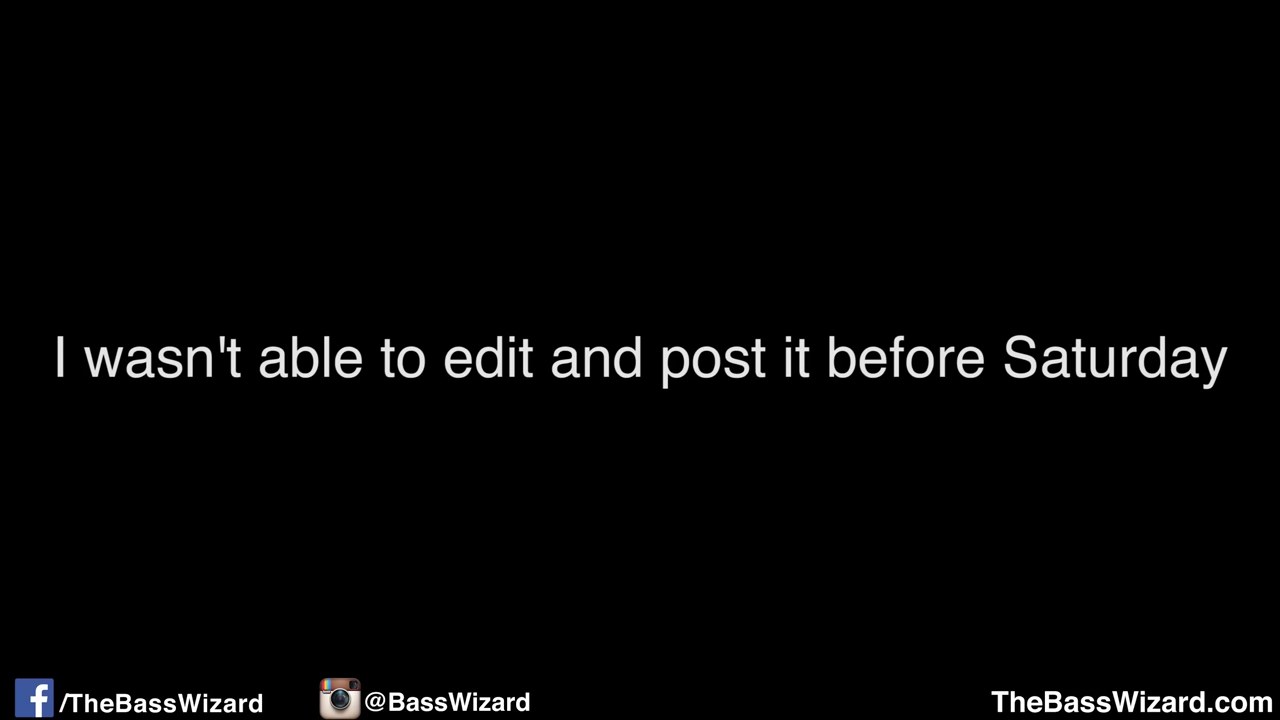 I wasn't able to edit and post it before Saturday
/TheBassWizard @BassWizard TheBassWizard.com